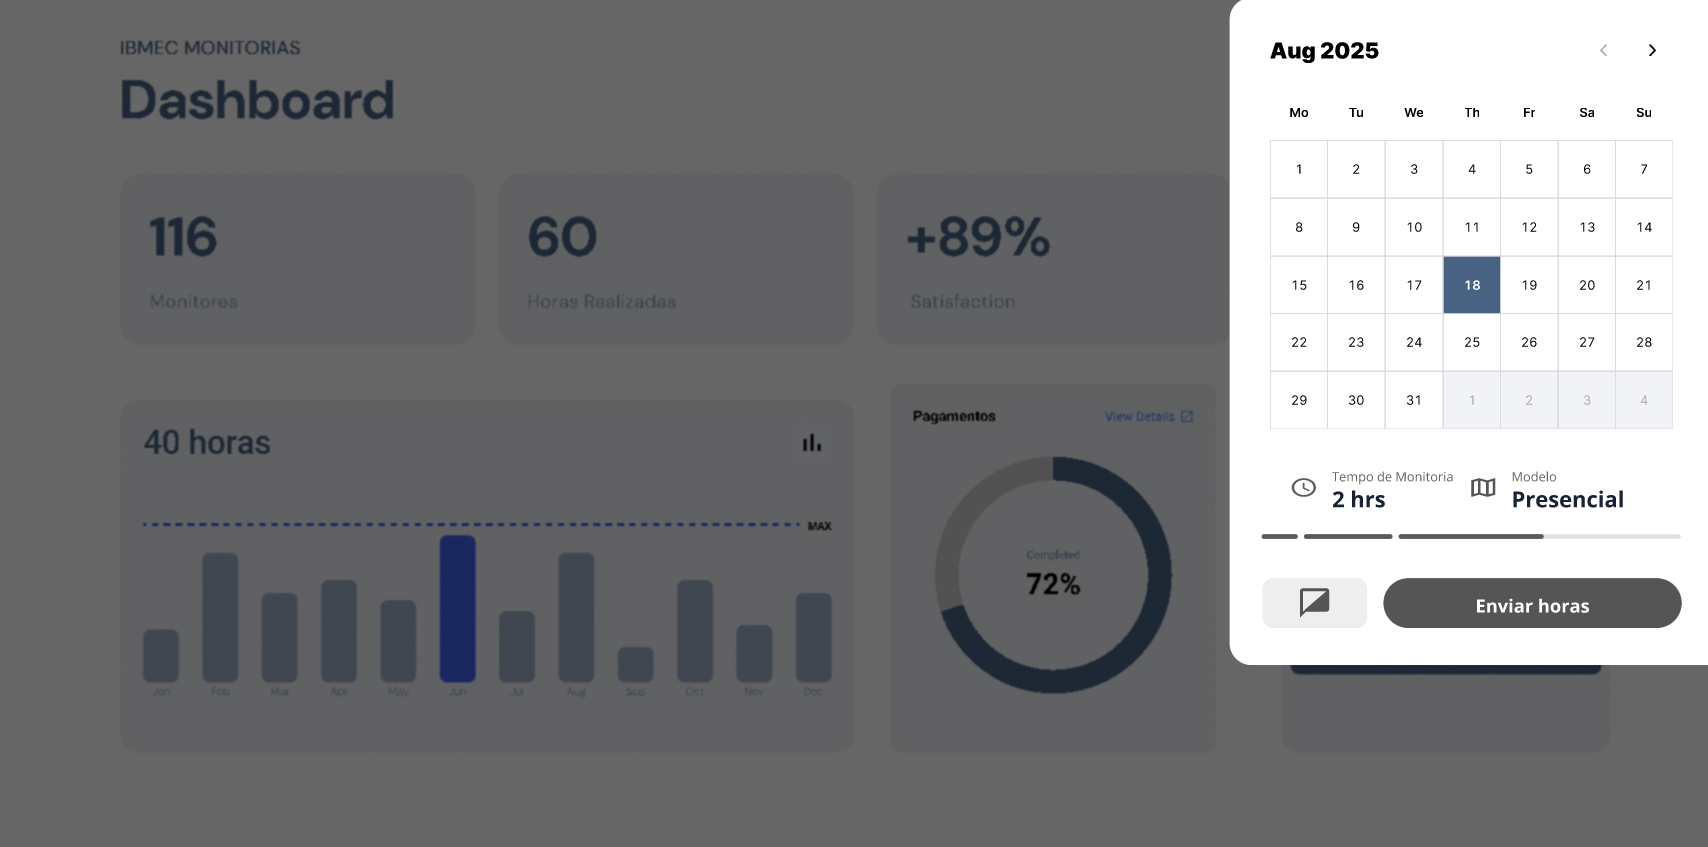 IBMEC MONITORIAS
Dashboard
116
Monitores
60
Horas Realizadas
+89%
Satisfaction
40 horas
MAX
Jan Feb Mar Apr May Jun Jul Aug Sep Oct Nov Dec
Pagamentos View Details
Completed
72%
Aug 2025
Mo Tu We Th Fr Sa Su
1 2 3 4 5 6 7
8 9 10 11 12 13 14
15 16 17 18 19 20 21
22 23 24 25 26 27 28
29 30 31 1 2 3 4
Tempo de Monitoria
2 hrs
Modelo
Presencial
Enviar horas